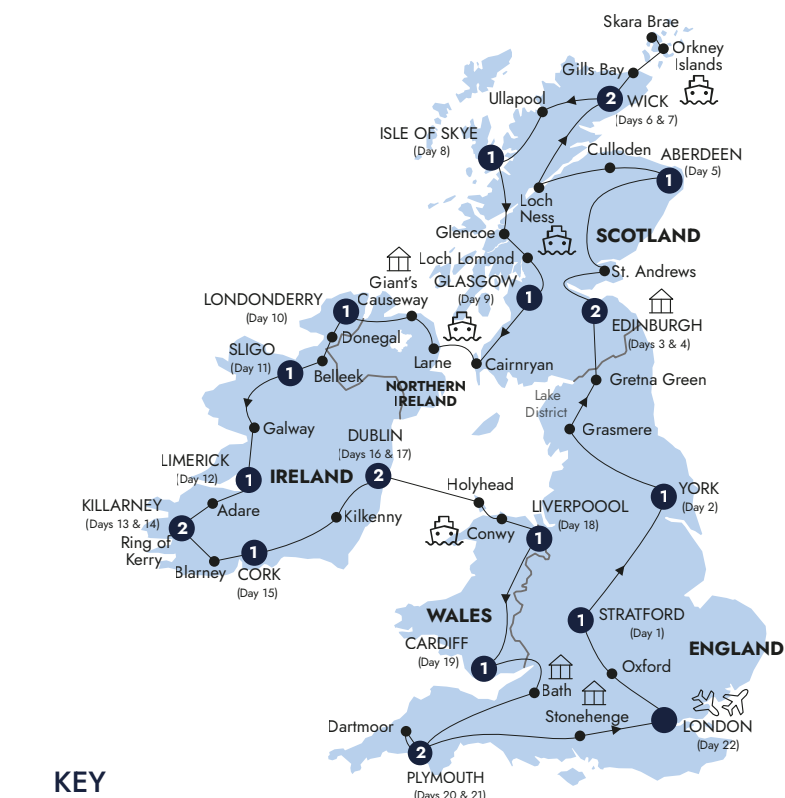 Skara Brae
Orkney
Islands
Gills Bay
Ullapool
2
WICK
(Days 6 & 7)
ISLE OF SKYE
(Day 8)
1
Culloden
ABERDEEN
(Day 5)
1
Loch
Ness
Glencoe
SCOTLAND
Loch Lomond
St. Andrews
GLASGOW
(Day 9)
1
Giant's
Causeway
LONDONDERRY
(Day 10)
1
2
EDINBURGH
(Days 3 & 4)
Donegal
SLIGO
(Day 11)
1
Belleek
Larne
Cairnryan
NORTHERN
IRELAND
Gretna Green
Lake
District
Galway
Grasmere
DUBLIN
(Days 16 & 17)
2
LIMERICK
(Day 12)
1
IRELAND
Holyhead
YORK
(Day 2)
1
KILLARNEY
(Days 13 & 14)
2
Adare
Kilkenny
LIVERPOOOL
(Day 18)
1
Conwy
Ring of
Kerry
Blarney
1
CORK
(Day 15)
WALES
1
STRATFORD
(Day 1)
CARDIFF
(Day 19)
1
ENGLAND
Oxford
Bath
Stonehenge
Dartmoor
LONDON
(Day 22)
2
PLYMOUTH
(Days 20 & 21)
KEY